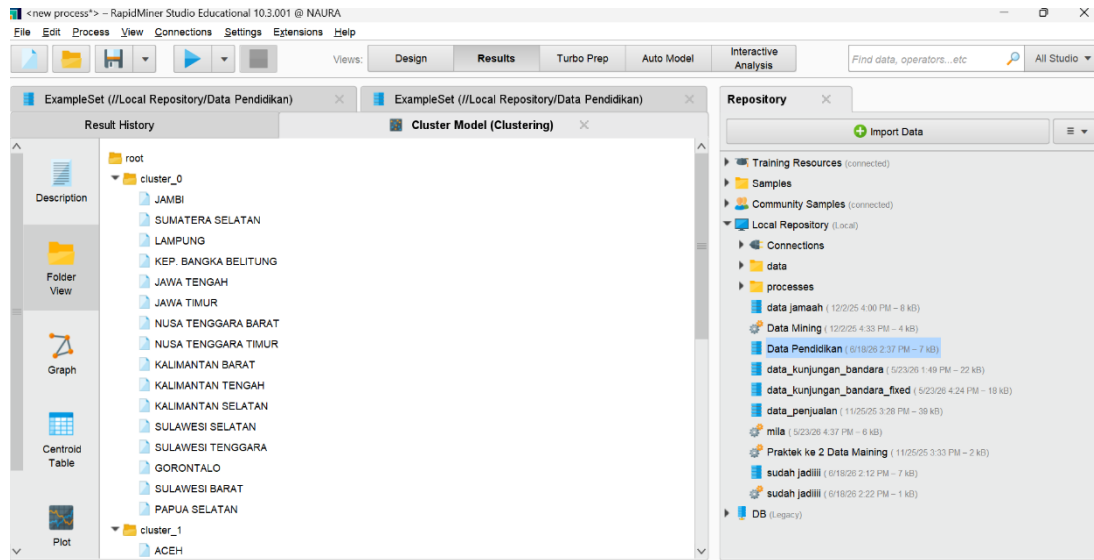 <new process*> – RapidMiner Studio Educational 10.3.001 @ NAURA
File Edit Process View Connections Settings Extensions Help
Views: Design Results Turbo Prep Auto Model Interactive Analysis Find data, operators...etc All Studio
ExampleSet (//Local Repository/Data Pendidikan) ExampleSet (//Local Repository/Data Pendidikan)
Result History Cluster Model (Clustering)
Description
Folder View
Graph
Centroid Table
Plot
root
cluster_0
JAMBI
SUMATERA SELATAN
LAMPUNG
KEP. BANGKA BELITUNG
JAWA TENGAH
JAWA TIMUR
NUSA TENGGARA BARAT
NUSA TENGGARA TIMUR
KALIMANTAN BARAT
KALIMANTAN TENGAH
KALIMANTAN SELATAN
SULAWESI SELATAN
SULAWESI TENGGARA
GORONTALO
SULAWESI BARAT
PAPUA SELATAN
cluster_1
ACEH
Repository
Import Data
Training Resources (connected)
Samples
Community Samples (connected)
Local Repository (Local)
Connections
data
processes
data jamaah ( 12/2/25 4:00 PM – 8 kB)
Data Mining ( 12/2/25 4:33 PM – 4 kB)
Data Pendidikan ( 6/18/26 2:37 PM – 7 kB)
data_kunjungan_bandara ( 5/23/26 1:49 PM – 22 kB)
data_kunjungan_bandara_fixed ( 5/23/26 4:24 PM – 18 kB)
data_penjualan ( 11/25/25 3:28 PM – 39 kB)
mila ( 5/23/26 4:37 PM – 6 kB)
Praktek ke 2 Data Maining ( 11/25/25 3:33 PM – 2 kB)
sudah jadiiii ( 6/18/26 2:12 PM – 7 kB)
sudah jadiiii ( 6/18/26 2:22 PM – 1 kB)
DB (Legacy)